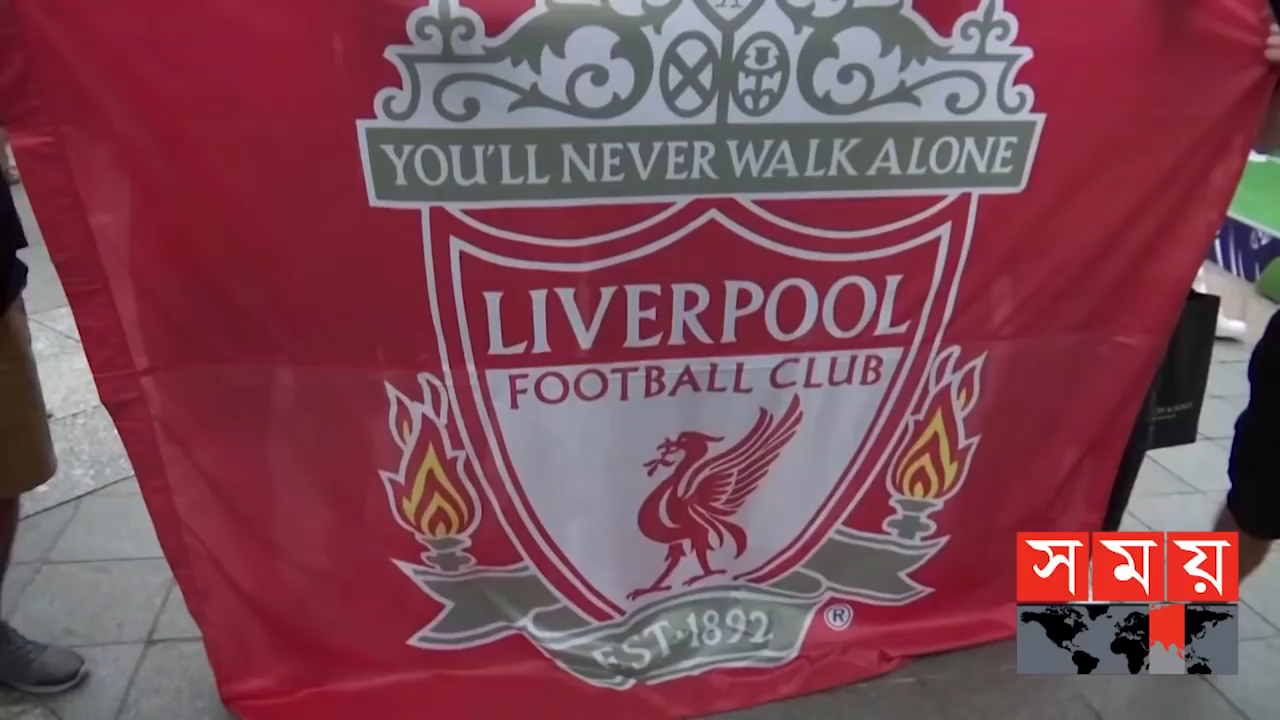 YOU'LL NEVER WALK ALONE
LIVERPOOL
FOOTBALL CLUB
EST·1892
®
সময়